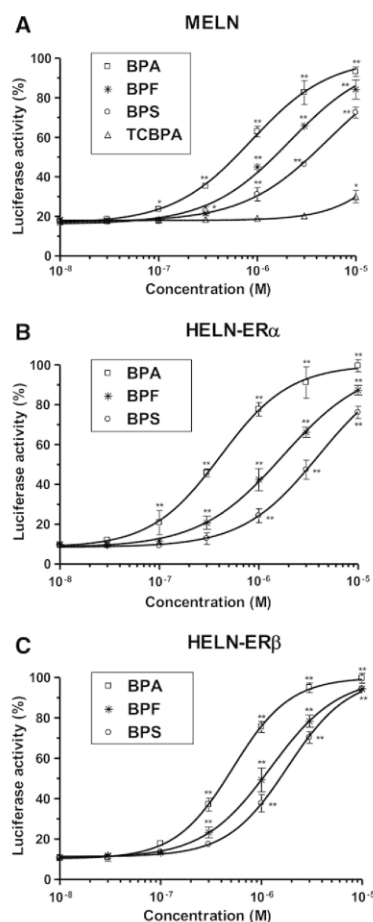 A MELN
BPA
BPF
BPS
TCBPA
Luciferase activity (%)
100
80
60
40
20
0
10⁻⁸ 10⁻⁷ 10⁻⁶ 10⁻⁵
Concentration (M)
** ** ** ** * ** ** ** * ** ** ** *
B HELN-ERα
BPA
BPF
BPS
Luciferase activity (%)
100
80
60
40
20
0
10⁻⁸ 10⁻⁷ 10⁻⁶ 10⁻⁵
Concentration (M)
** ** ** ** ** ** ** ** ** ** ** **
C HELN-ERβ
BPA
BPF
BPS
Luciferase activity (%)
100
80
60
40
20
0
10⁻⁸ 10⁻⁷ 10⁻⁶ 10⁻⁵
Concentration (M)
** ** ** ** ** ** ** ** ** **